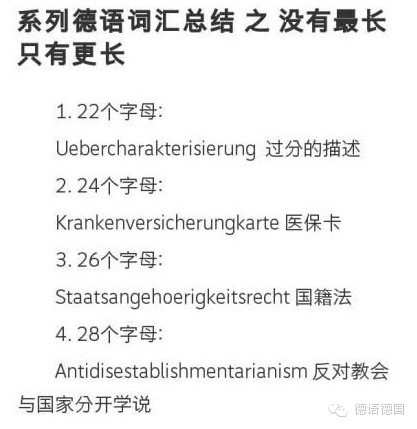 系列德语词汇总结 之 没有最长
只有更长
1. 22个字母:
Uebercharakterisierung 过分的描述
2. 24个字母:
Krankenversicherungkarte 医保卡
3. 26个字母:
Staatsangehoerigkeitsrecht 国籍法
4. 28个字母:
Antidisestablishmentarianism 反对教会
与国家分开学说
德语德国